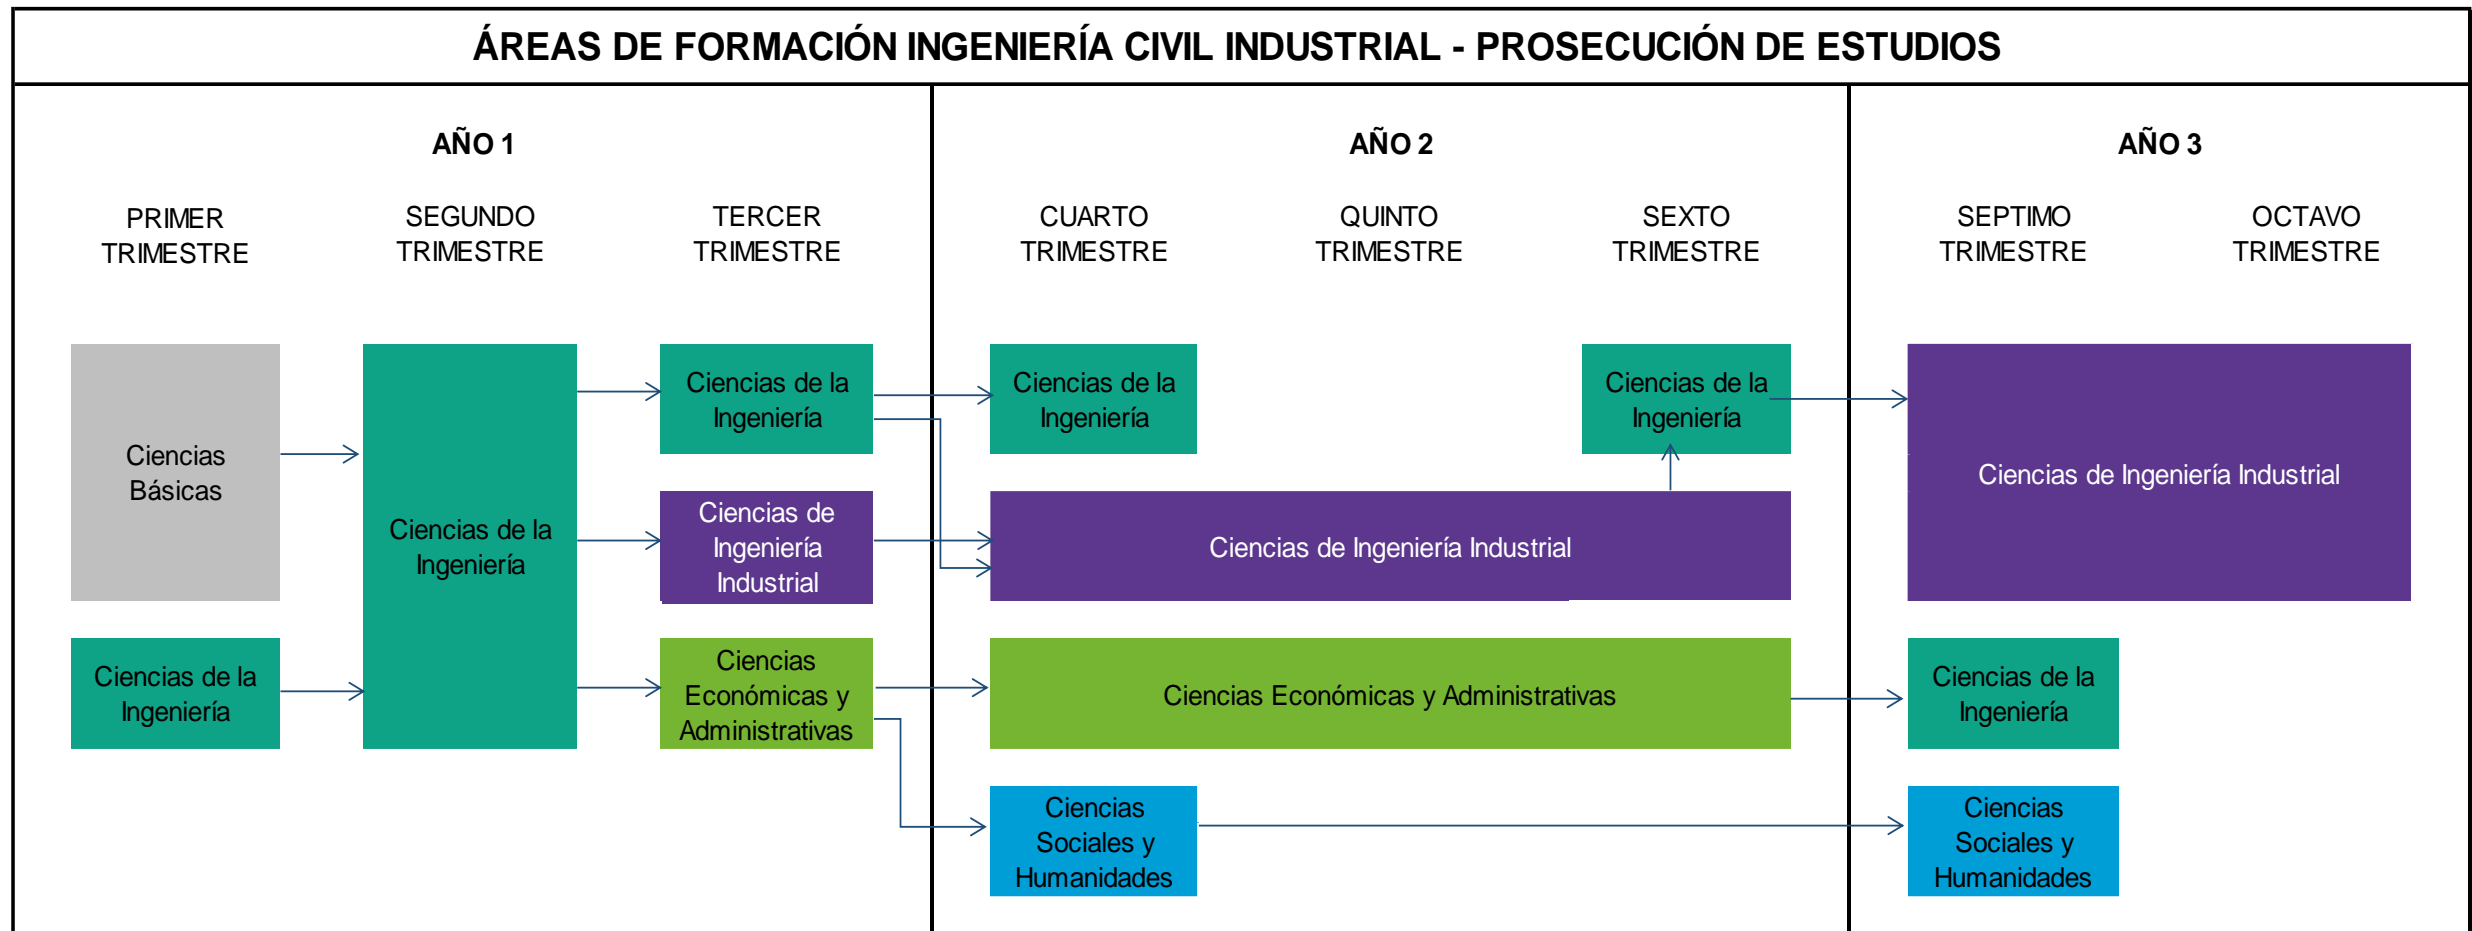 ÁREAS DE FORMACIÓN INGENIERÍA CIVIL INDUSTRIAL - PROSECUCIÓN DE ESTUDIOS
AÑO 1
AÑO 2
AÑO 3
PRIMER
TRIMESTRE
SEGUNDO
TRIMESTRE
TERCER
TRIMESTRE
CUARTO
TRIMESTRE
QUINTO
TRIMESTRE
SEXTO
TRIMESTRE
SEPTIMO
TRIMESTRE
OCTAVO
TRIMESTRE
Ciencias
Básicas
Ciencias de la
Ingeniería
Ciencias de la
Ingeniería
Ciencias de la
Ingeniería
Ciencias de
Ingeniería
Industrial
Ciencias
Económicas y
Administrativas
Ciencias de la
Ingeniería
Ciencias de la
Ingeniería
Ciencias de Ingeniería Industrial
Ciencias Económicas y Administrativas
Ciencias
Sociales y
Humanidades
Ciencias de Ingeniería Industrial
Ciencias de la
Ingeniería
Ciencias
Sociales y
Humanidades